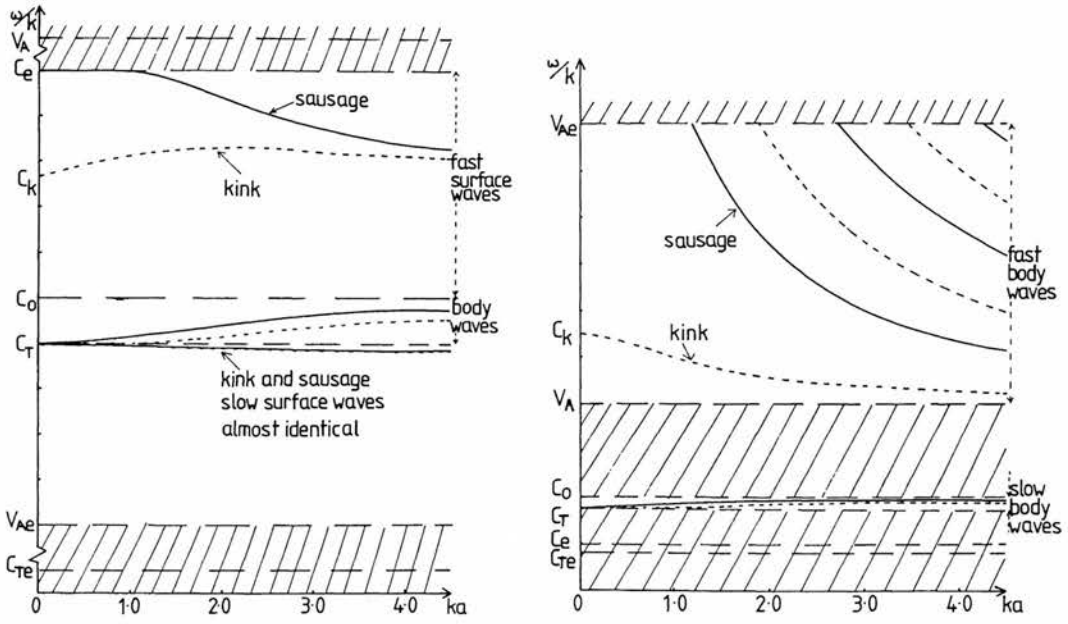 ω/k
V_A
C_e
sausage
C_k
kink
fast
surface
waves
C_o
body
waves
C_T
kink and sausage
slow surface waves
almost identical
V_Ae
C_Te
0
1·0
2·0
3·0
4·0
ka
ω/k
V_Ae
sausage
fast
body
waves
C_k
kink
V_A
C_o
slow
body
waves
C_T
C_e
C_Te
0
1·0
2·0
3·0
4·0
ka